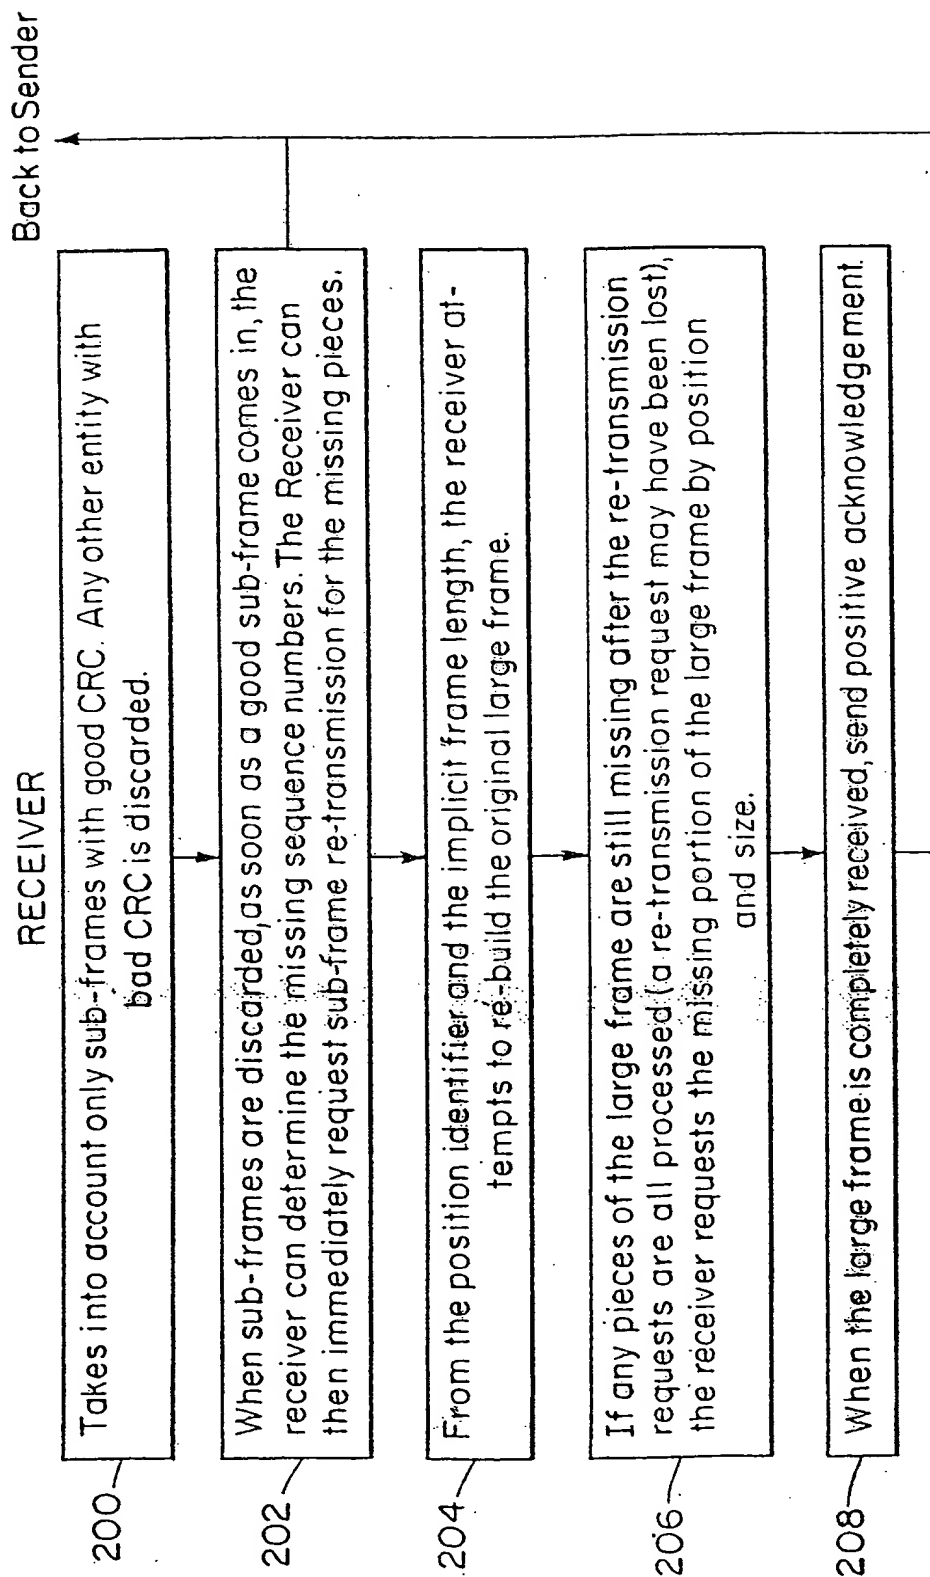 RECEIVER
Back to Sender
200
Takes into account only sub-frames with good CRC. Any other entity with
bad CRC is discarded.
202
When sub-frames are discarded, as soon as a good sub-frame comes in, the
receiver can determine the missing sequence numbers. The Receiver can
then immediately request sub-frame re-transmission for the missing pieces.
204
From the position identifier and the implicit frame length, the receiver at-
tempts to re-build the original large frame.
206
If any pieces of the large frame are still missing after the re-transmission
requests are all processed (a re-transmission request may have been lost),
the receiver requests the missing portion of the large frame by position
and size.
208
When the large frame is completely received, send positive acknowledgement.